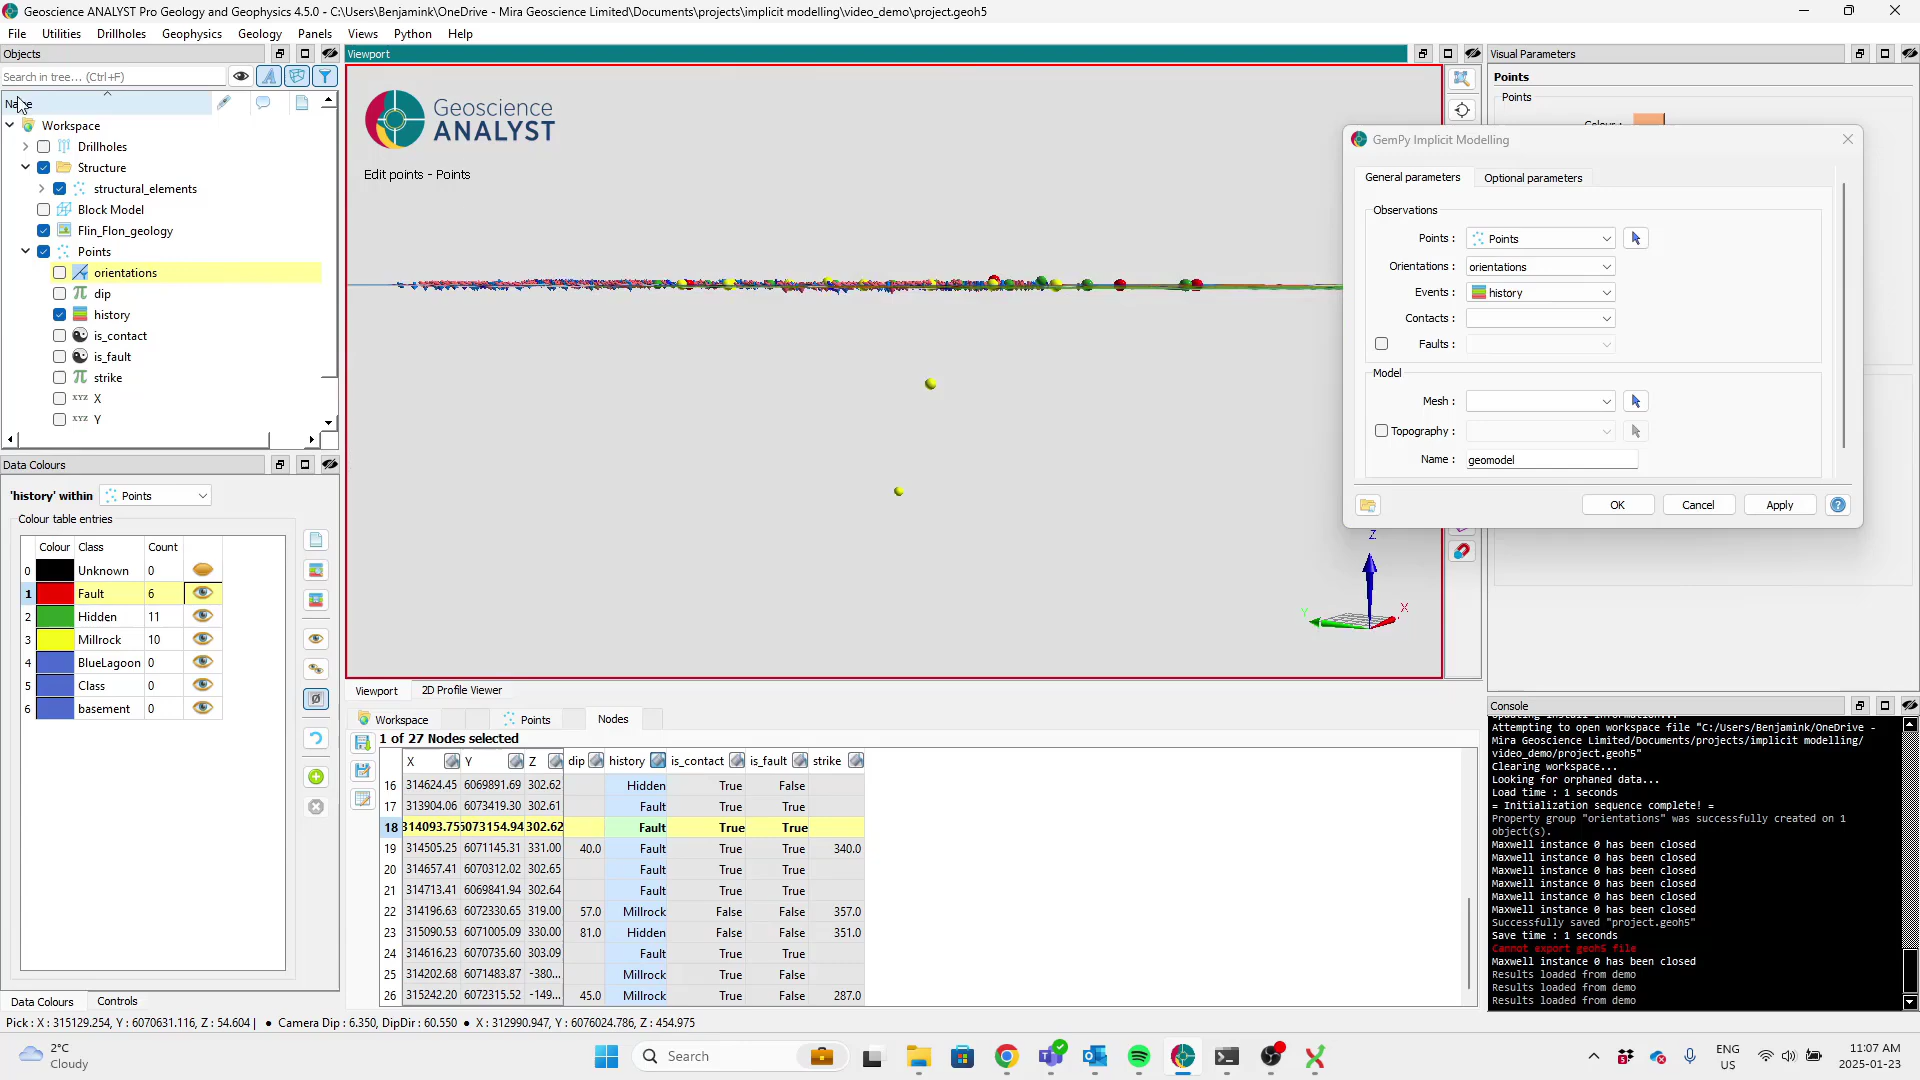 Geoscience ANALYST Pro Geology and Geophysics 4.5.0 - C:\Users\Benjamink\OneDrive - Mira Geoscience Limited\Documents\projects\implicit modelling\video_demo\project.geoh5
File Utilities Drillholes Geophysics Geology Panels Views Python Help
Objects
Search in tree... (Ctrl+F)
Name
Workspace
Drillholes
Structure
structural_elements
Block Model
Flin_Flon_geology
Points
orientations
dip
history
is_contact
is_fault
strike
XYZ X
XYZ Y
Data Colours
'history' within Points
Colour table entries
Colour Class Count
0 Unknown 0
1 Fault 6
2 Hidden 11
3 Millrock 10
4 BlueLagoon 0
5 Class 0
6 basement 0
Data Colours Controls
Viewport
Geoscience
ANALYST
Edit points - Points
Z
Y
X
Viewport 2D Profile Viewer
Workspace Points Nodes
1 of 27 Nodes selected
X Y Z dip history is_contact is_fault strike
16 314624.45 6069891.69 302.62 Hidden True False
17 313904.06 6073419.30 302.61 Fault True True
18 314093.75 6073154.94 302.62 Fault True True
19 314505.25 6071145.31 331.00 40.0 Fault True True 340.0
20 314657.41 6070312.02 302.65 Fault True True
21 314713.41 6069841.94 302.64 Fault True True
22 314196.63 6072330.65 319.00 57.0 Millrock False False 357.0
23 315090.53 6071005.09 330.00 81.0 Hidden False False 351.0
24 314616.23 6070735.60 303.09 Fault True True
25 314202.68 6071483.87 -380... Millrock True False
26 315242.20 6072315.52 -149... 45.0 Millrock True False 287.0
Visual Parameters
Points
Points
GemPy Implicit Modelling
General parameters Optional parameters
Observations
Points : Points
Orientations : orientations
Events : history
Contacts :
Faults :
Model
Mesh :
Topography :
Name : geomodel
OK Cancel Apply
Console
Attempting to open workspace file "C:/Users/Benjamink/OneDrive -
Mira Geoscience Limited/Documents/projects/implicit modelling/
video_demo/project.geoh5"
Clearing workspace...
Looking for orphaned data...
Load time : 1 seconds
= Initialization sequence complete! =
Property group "orientations" was successfully created on 1
object(s).
Maxwell instance 0 has been closed
Maxwell instance 0 has been closed
Maxwell instance 0 has been closed
Maxwell instance 0 has been closed
Maxwell instance 0 has been closed
Maxwell instance 0 has been closed
Successfully saved "project.geoh5"
Save time : 1 seconds
Cannot export geoh5 file
Maxwell instance 0 has been closed
Results loaded from demo
Results loaded from demo
Results loaded from demo
Pick : X : 315129.254, Y : 6070631.116, Z : 54.604 | ● Camera Dip : 6.350, DipDir : 60.550 ● X : 312990.947, Y : 6076024.786, Z : 454.975
2°C
Cloudy
Search
ENG
US
11:07 AM
2025-01-23